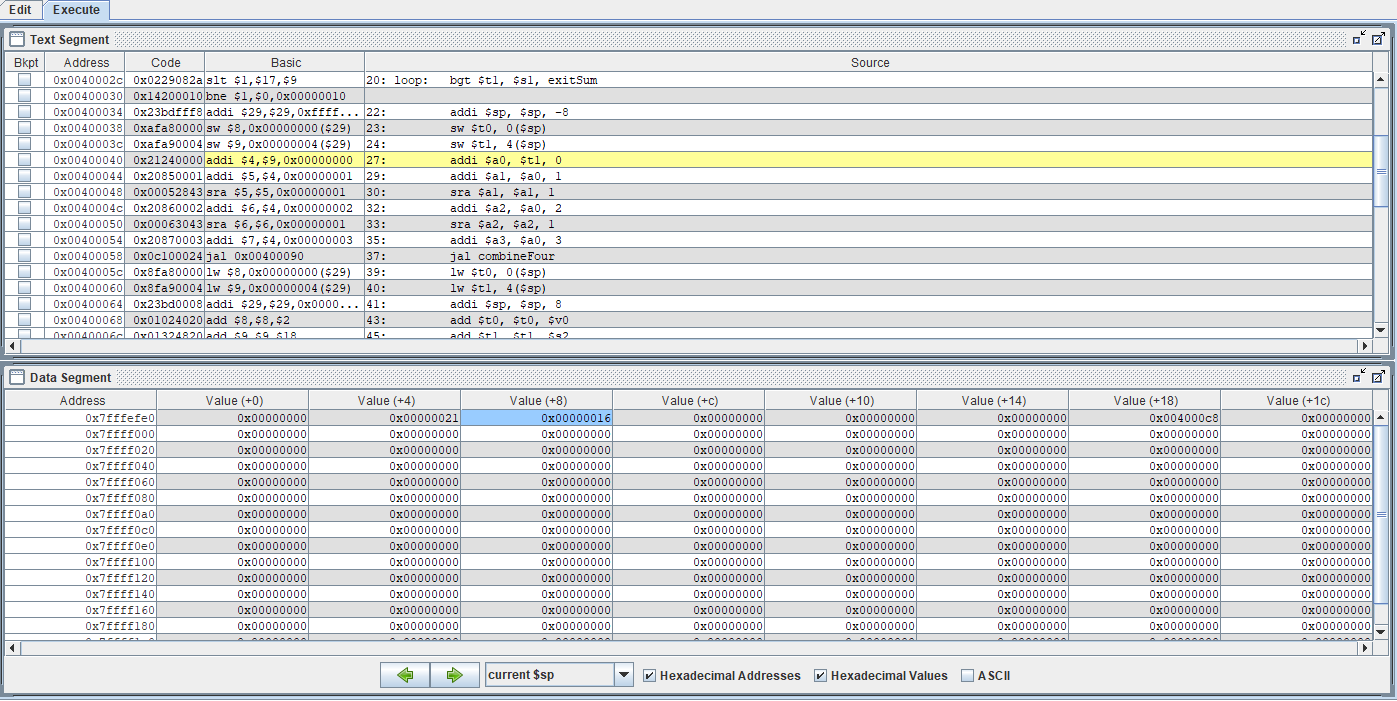 Edit Execute
Text Segment
Bkpt Address Code Basic Source
0x0040002c 0x0229082a slt $1,$17,$9 20: loop: bgt $t1, $s1, exitSum
0x00400030 0x14200010 bne $1,$0,0x00000010
0x00400034 0x23bdfff8 addi $29,$29,0xffff... 22: addi $sp, $sp, -8
0x00400038 0xafa80000 sw $8,0x00000000($29) 23: sw $t0, 0($sp)
0x0040003c 0xafa90004 sw $9,0x00000004($29) 24: sw $t1, 4($sp)
0x00400040 0x21240000 addi $4,$9,0x00000000 27: addi $a0, $t1, 0
0x00400044 0x20850001 addi $5,$4,0x00000001 29: addi $a1, $a0, 1
0x00400048 0x00052843 sra $5,$5,0x00000001 30: sra $a1, $a1, 1
0x0040004c 0x20860002 addi $6,$4,0x00000002 32: addi $a2, $a0, 2
0x00400050 0x00063043 sra $6,$6,0x00000001 33: sra $a2, $a2, 1
0x00400054 0x20870003 addi $7,$4,0x00000003 35: addi $a3, $a0, 3
0x00400058 0x0c100024 jal 0x00400090 37: jal combineFour
0x0040005c 0x8fa80000 lw $8,0x00000000($29) 39: lw $t0, 0($sp)
0x00400060 0x8fa90004 lw $9,0x00000004($29) 40: lw $t1, 4($sp)
0x00400064 0x23bd0008 addi $29,$29,0x0000... 41: addi $sp, $sp, 8
0x00400068 0x01024020 add $8,$8,$2 43: add $t0, $t0, $v0
0x0040006c 0x01324820 add $9,$9,$18 45: add $t1, $t1, $s2
Data Segment
Address Value (+0) Value (+4) Value (+8) Value (+c) Value (+10) Value (+14) Value (+18) Value (+1c)
0x7fffefe0 0x00000000 0x00000021 0x00000016 0x00000000 0x00000000 0x00000000 0x004000c8 0x00000000
0x7ffff000 0x00000000 0x00000000 0x00000000 0x00000000 0x00000000 0x00000000 0x00000000 0x00000000
0x7ffff020 0x00000000 0x00000000 0x00000000 0x00000000 0x00000000 0x00000000 0x00000000 0x00000000
0x7ffff040 0x00000000 0x00000000 0x00000000 0x00000000 0x00000000 0x00000000 0x00000000 0x00000000
0x7ffff060 0x00000000 0x00000000 0x00000000 0x00000000 0x00000000 0x00000000 0x00000000 0x00000000
0x7ffff080 0x00000000 0x00000000 0x00000000 0x00000000 0x00000000 0x00000000 0x00000000 0x00000000
0x7ffff0a0 0x00000000 0x00000000 0x00000000 0x00000000 0x00000000 0x00000000 0x00000000 0x00000000
0x7ffff0c0 0x00000000 0x00000000 0x00000000 0x00000000 0x00000000 0x00000000 0x00000000 0x00000000
0x7ffff0e0 0x00000000 0x00000000 0x00000000 0x00000000 0x00000000 0x00000000 0x00000000 0x00000000
0x7ffff100 0x00000000 0x00000000 0x00000000 0x00000000 0x00000000 0x00000000 0x00000000 0x00000000
0x7ffff120 0x00000000 0x00000000 0x00000000 0x00000000 0x00000000 0x00000000 0x00000000 0x00000000
0x7ffff140 0x00000000 0x00000000 0x00000000 0x00000000 0x00000000 0x00000000 0x00000000 0x00000000
0x7ffff160 0x00000000 0x00000000 0x00000000 0x00000000 0x00000000 0x00000000 0x00000000 0x00000000
0x7ffff180 0x00000000 0x00000000 0x00000000 0x00000000 0x00000000 0x00000000 0x00000000 0x00000000
current $sp Hexadecimal Addresses Hexadecimal Values ASCII